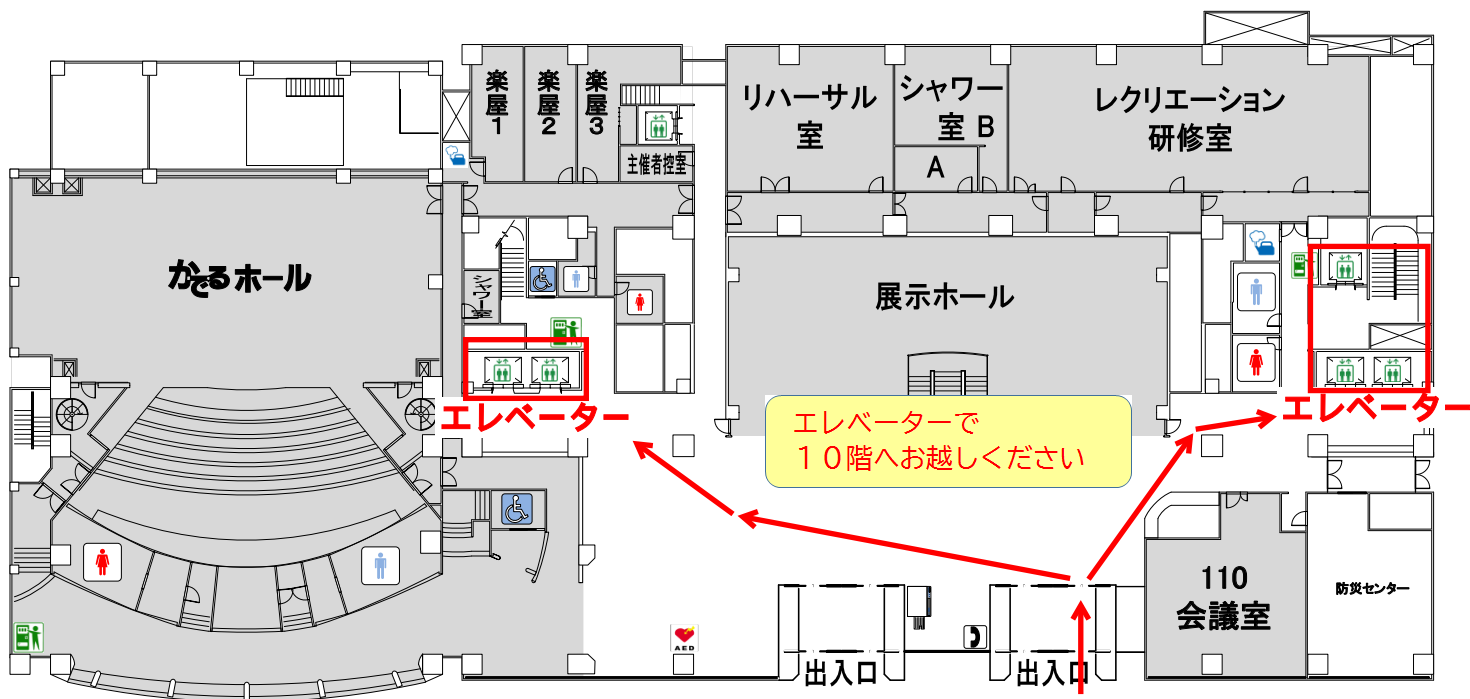 楽屋1
楽屋2
楽屋3
主催者控室
リハーサル
室
シャワー
室 B
A
レクリエーション
研修室
かでるホール
シャワー室
展示ホール
エレベーター
エレベーター
エレベーターで
１０階へお越しください
110
会議室
防災センター
AED
出入口
出入口